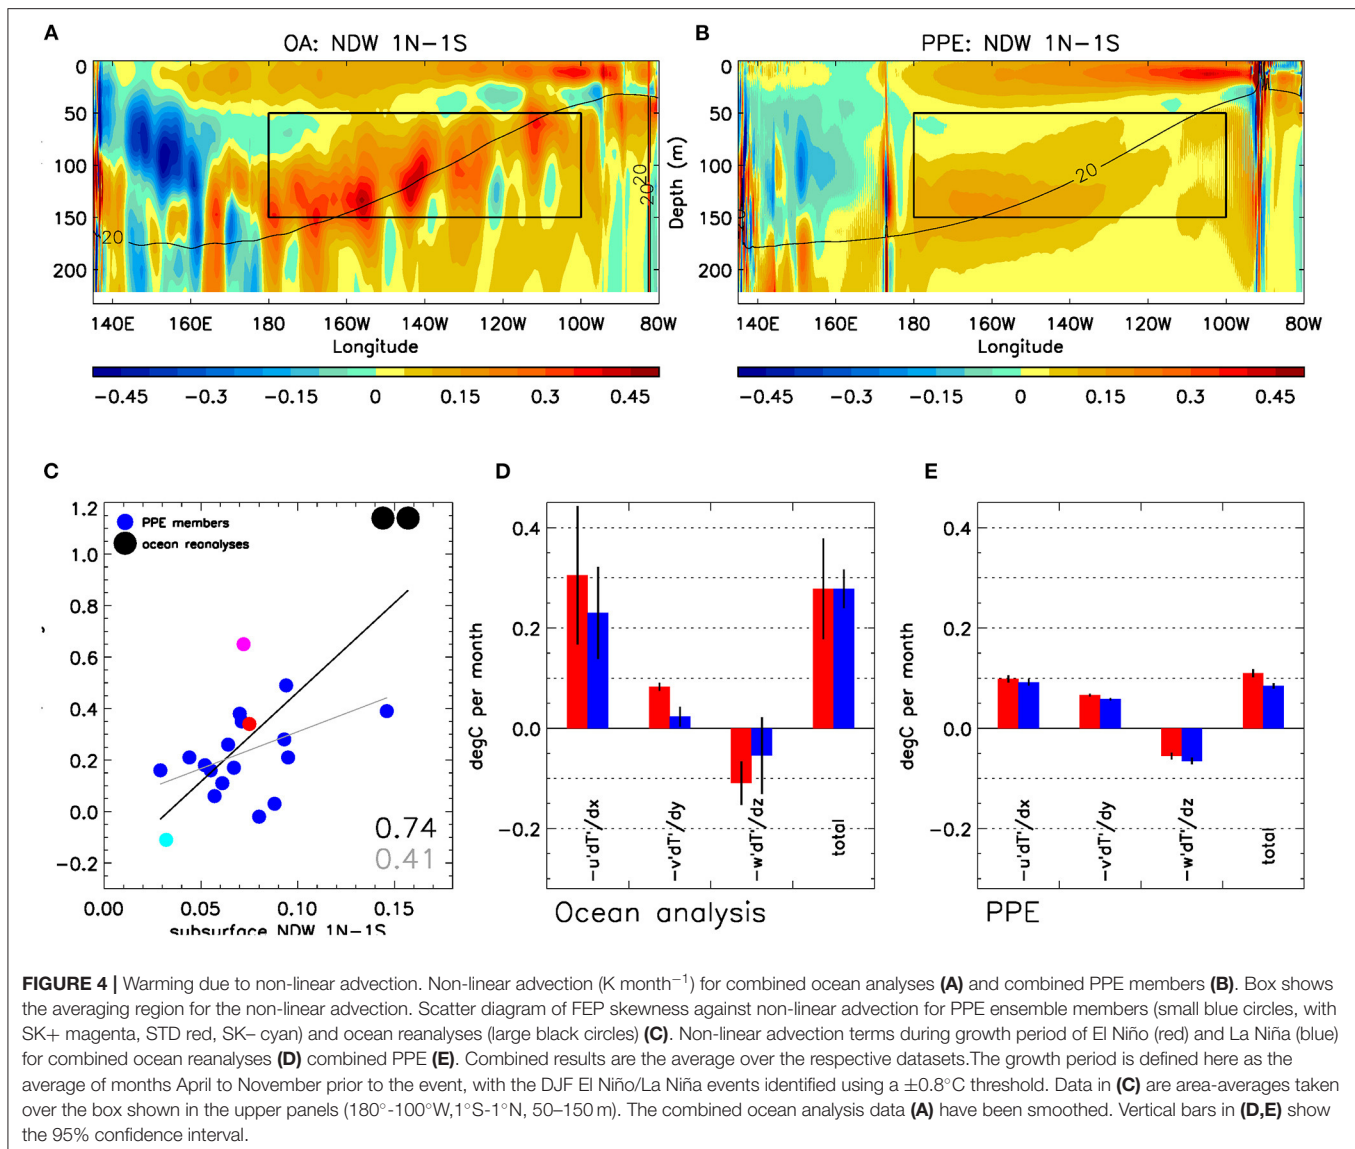 A
OA: NDW 1N-1S
B
PPE: NDW 1N-1S
0
50
100
150
200
20
20
20
140E 160E 180 160W 140W 120W 100W 80W
Longitude
-0.45 -0.3 -0.15 0 0.15 0.3 0.45
Depth (m)
0
50
100
150
200
20
140E 160E 180 160W 140W 120W 100W 80W
Longitude
-0.45 -0.3 -0.15 0 0.15 0.3 0.45
C
1.2
1.0
0.8
0.6
0.4
0.2
0.0
-0.2
PPE members
ocean reanalyses
0.74
0.41
0.00 0.05 0.10 0.15
subsurface NDW 1N-1S
D
degC per month
0.4
0.2
0.0
-0.2
-u'dT'/dx
-v'dT'/dy
-w'dT'/dz
total
Ocean analysis
E
degC per month
0.4
0.2
0.0
-0.2
-u'dT'/dx
-v'dT'/dy
-w'dT'/dz
total
PPE
FIGURE 4 | Warming due to non-linear advection. Non-linear advection (K month⁻¹) for combined ocean analyses (A) and combined PPE members (B). Box shows
the averaging region for the non-linear advection. Scatter diagram of FEP skewness against non-linear advection for PPE ensemble members (small blue circles, with
SK+ magenta, STD red, SK– cyan) and ocean reanalyses (large black circles) (C). Non-linear advection terms during growth period of El Niño (red) and La Niña (blue)
for combined ocean reanalyses (D) combined PPE (E). Combined results are the average over the respective datasets.The growth period is defined here as the
average of months April to November prior to the event, with the DJF El Niño/La Niña events identified using a ±0.8°C threshold. Data in (C) are area-averages taken
over the box shown in the upper panels (180°-100°W,1°S-1°N, 50–150 m). The combined ocean analysis data (A) have been smoothed. Vertical bars in (D,E) show
the 95% confidence interval.